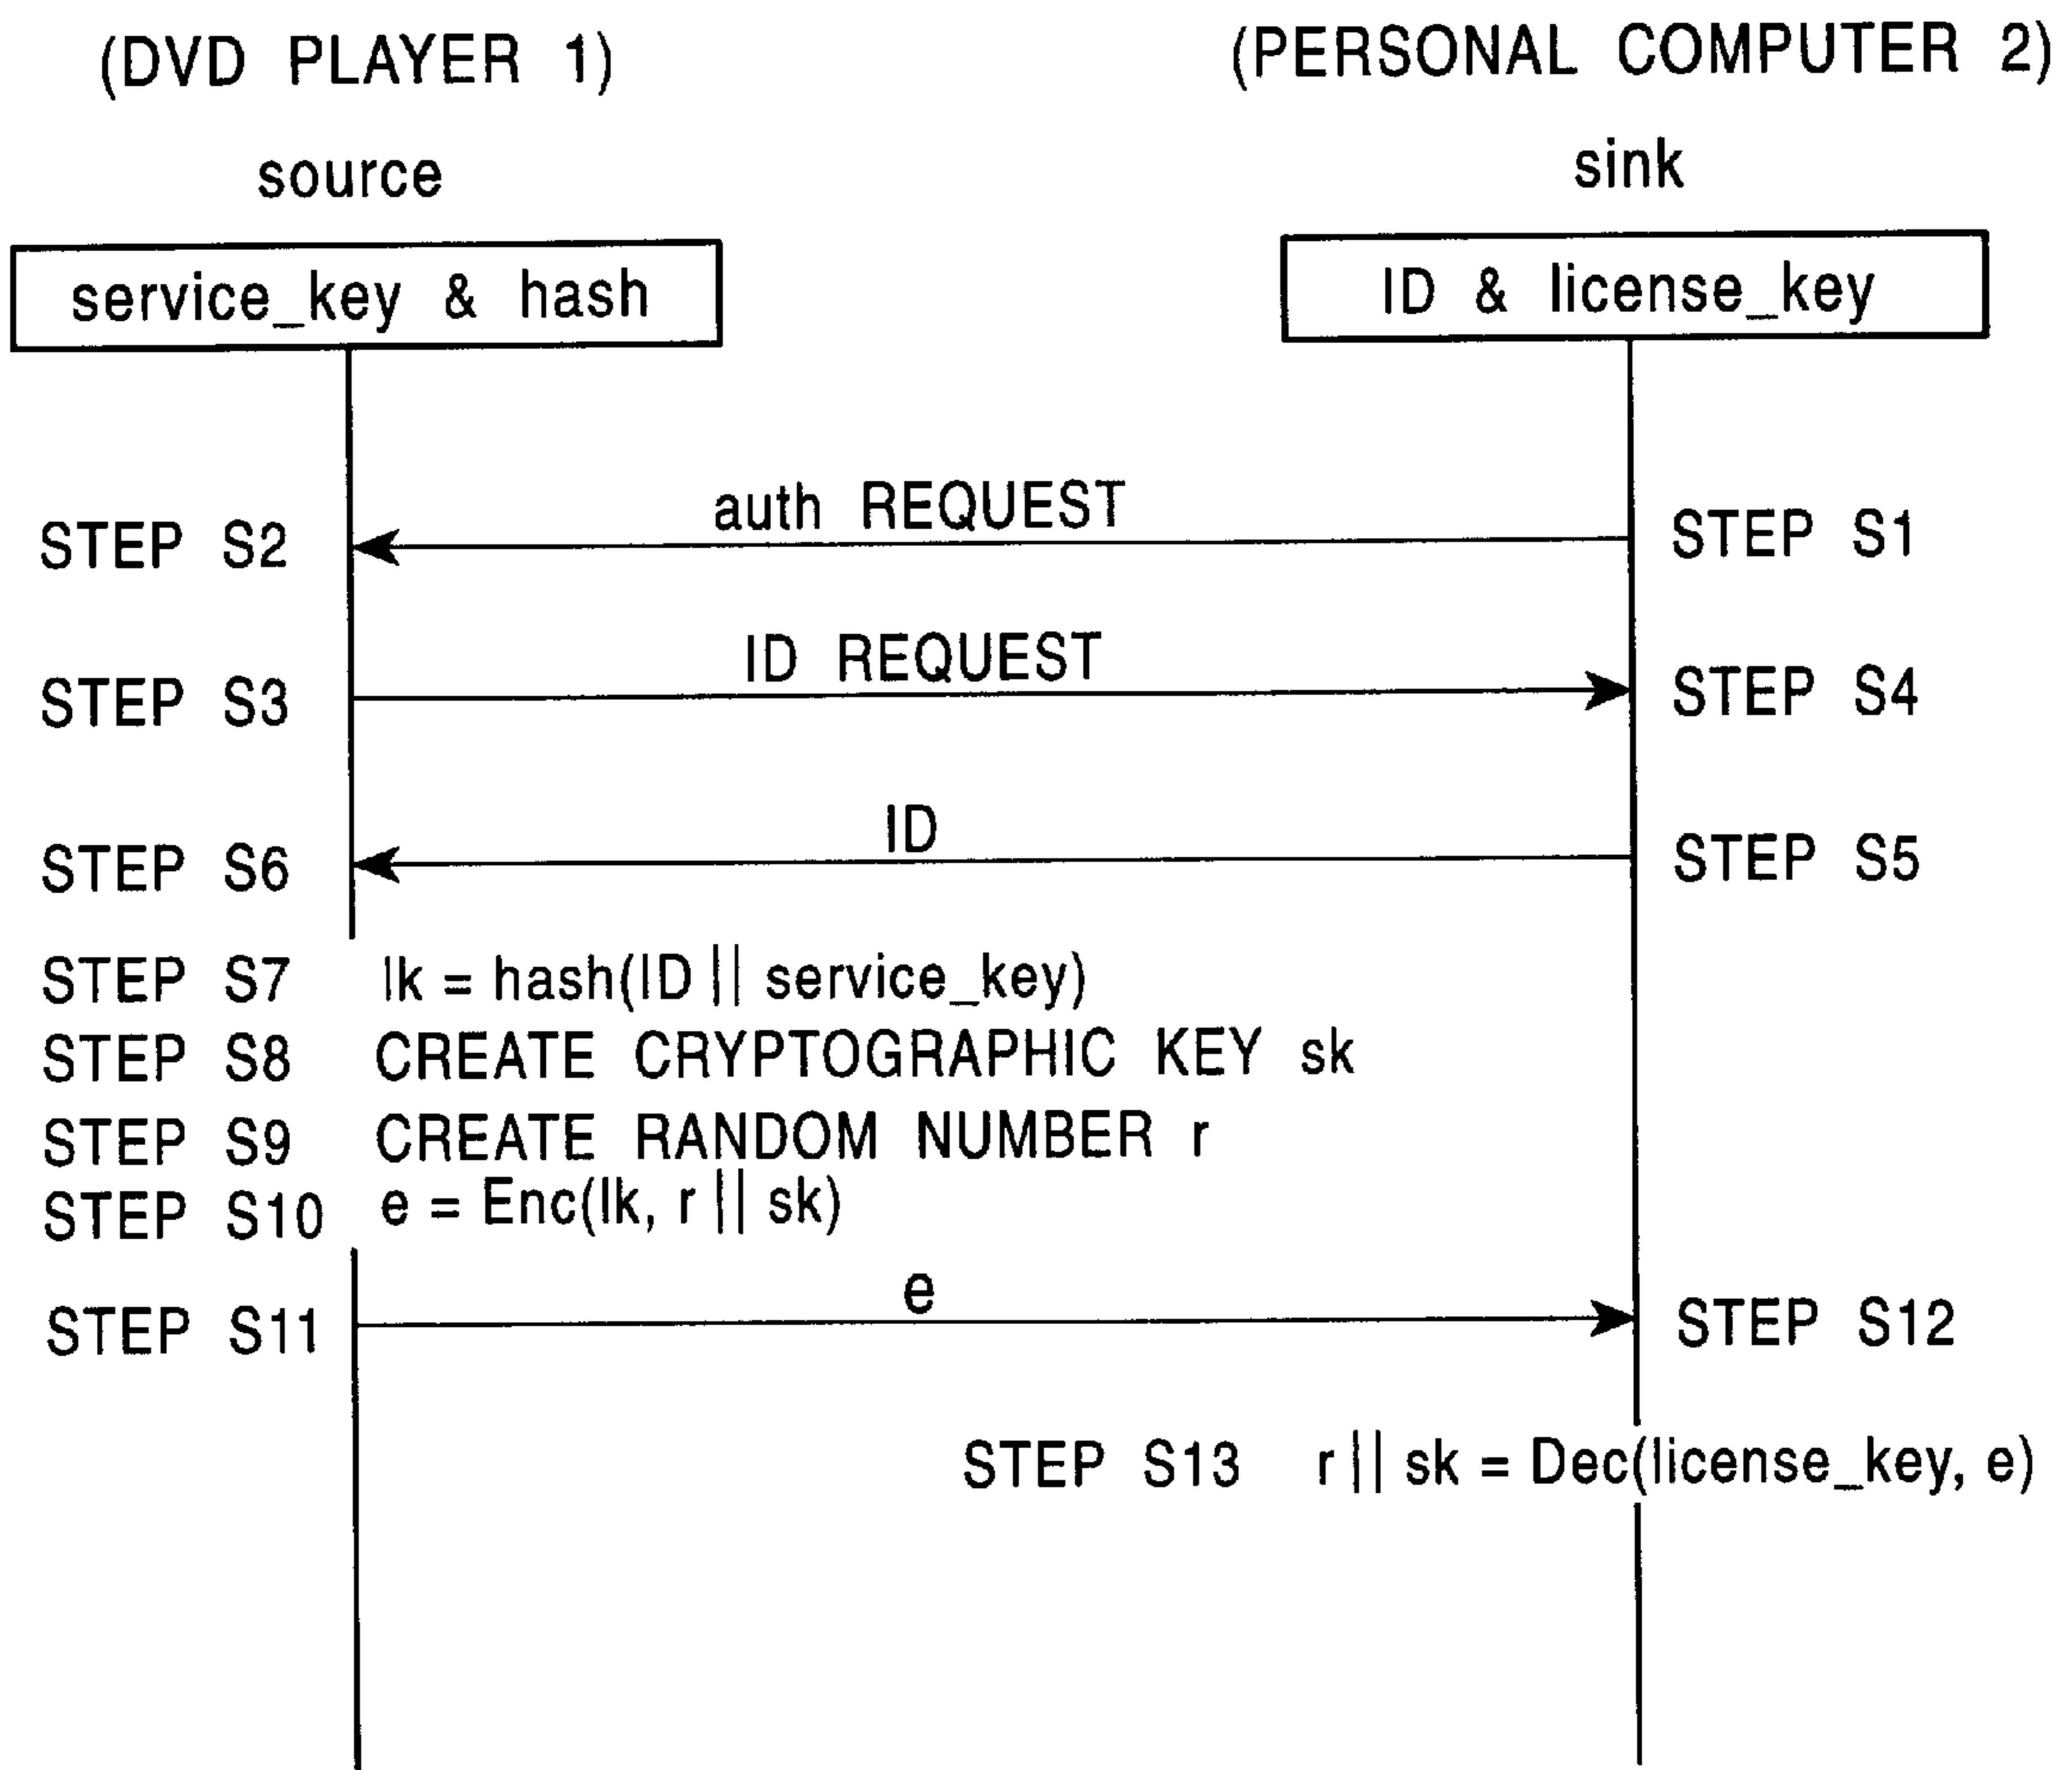 (DVD PLAYER 1) (PERSONAL COMPUTER 2)
source sink
service_key & hash ID & license_key
auth REQUEST
STEP S2 STEP S1
ID REQUEST
STEP S3 STEP S4
ID
STEP S6 STEP S5
STEP S7 lk = hash(ID || service_key)
STEP S8 CREATE CRYPTOGRAPHIC KEY sk
STEP S9 CREATE RANDOM NUMBER r
STEP S10 e = Enc(lk, r || sk)
e
STEP S11 STEP S12
STEP S13 r || sk = Dec(license_key, e)